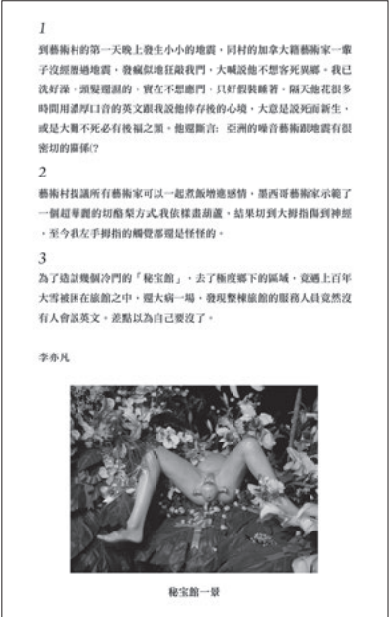 1
到藝術村的第一天晚上發生小小的地震,同村的加拿大籍藝術家一輩
子沒經歷過地震,發瘋似地狂敲我門,大喊說他不想客死異鄉。我已
洗好澡,頭髮還濕的,實在不想應門,只好假裝睡著。隔天他花很多
時間用濃厚口音的英文跟我說他倖存後的心境,大意是說死而新生,
或是大難不死必有後福之類。他還斷言:亞洲的噪音藝術跟地震有很
密切的關係(?
2
藝術村提議所有藝術家可以一起煮飯增進感情,墨西哥藝術家示範了
一個超華麗的切酪梨方式,我依樣畫葫蘆,結果切到大拇指傷到神經
,至今我左手拇指的觸覺都還是怪怪的。
3
為了造訪幾個冷門的「秘宝館」,去了極度鄉下的區域,竟遇上百年
大雪被困在旅館之中,還大病一場,發現整棟旅館的服務人員竟然沒
有人會說英文。差點以為自己要沒了。
李亦凡
秘宝館一景